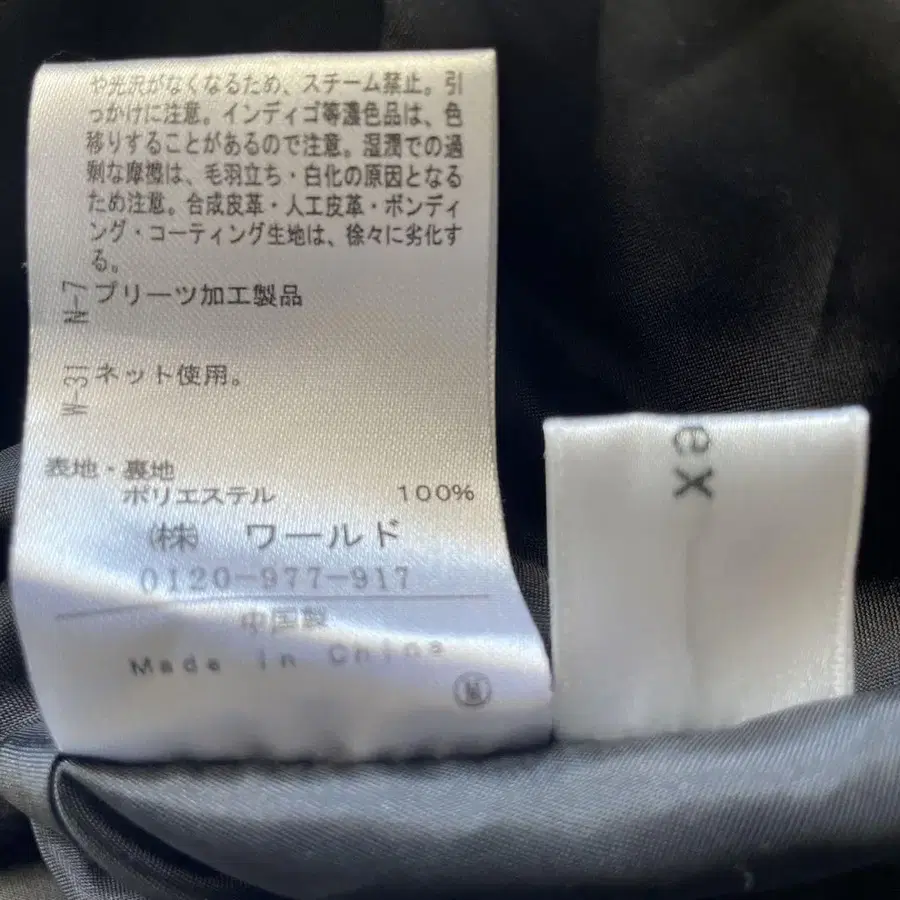 や光沢がなくなるため、スチーム禁止。引
っかけに注意。インディゴ等濃色品は、色
移りすることがあるので注意。湿潤での過
剰な摩擦は、毛羽立ち・白化の原因となる
ため注意。合成皮革・人工皮革・ボンディ
ング・コーティング生地は、徐々に劣化す
る。
N-7 プリーツ加工製品
W-31 ネット使用。
表地・裏地
ポリエステル 100%
(株) ワールド
0120-977-917
中国製
Made in China
M
ex